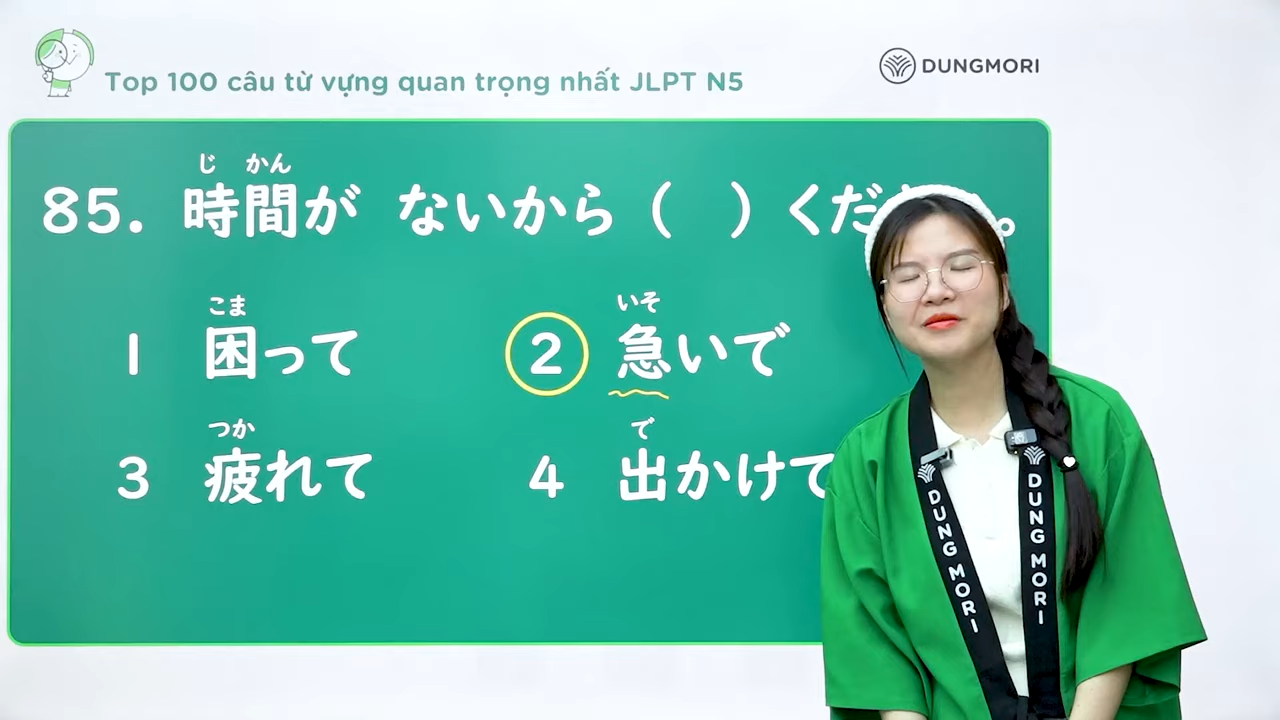 Top 100 câu từ vựng quan trọng nhất JLPT N5
DUNGMORI
じ かん
85. 時間が ないから ( ) くだ 。
こま
1 困って
いそ
2 急いで
つか
3 疲れて
で
4 出かけて
DUNG MORI
DUNG MORI